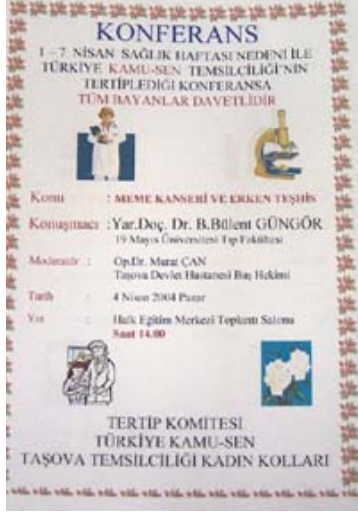 KONFERANS
1 – 7 NİSAN SAĞLIK HAFTASI NEDENİ İLE
TÜRKİYE KAMU-SEN TEMSİLCİLİĞİ'NİN
TERTİPLEDİĞİ KONFERANSA
TÜM BAYANLAR DAVETLİDİR
Konu : MEME KANSERİ VE ERKEN TEŞHİS
Konuşmacı : Yar.Doç. Dr. B.Bülent GÜNGÖR
19 Mayıs Üniversitesi Tıp Fakültesi
Moderatör : Op.Dr. Murat CAN
Taşova Devlet Hastanesi Baş Hekimi
Tarih : 4 Nisan 2004 Pazar
Yer : Halk Eğitim Merkezi Toplantı Salonu
Saat 14.00
TERTİP KOMİTESİ
TÜRKİYE KAMU-SEN
TAŞOVA TEMSİLCİLİĞİ KADIN KOLLARI